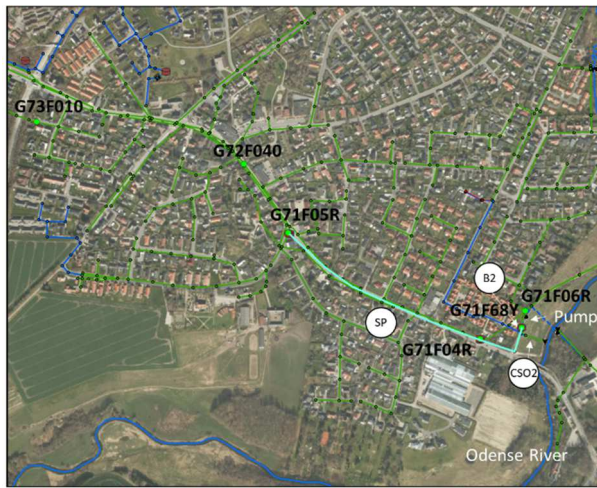 G73F010
G72F040
G71F05R
B2
G71F68Y
G71F06R
Pump
SP
G71F04R
CSO2
Odense River